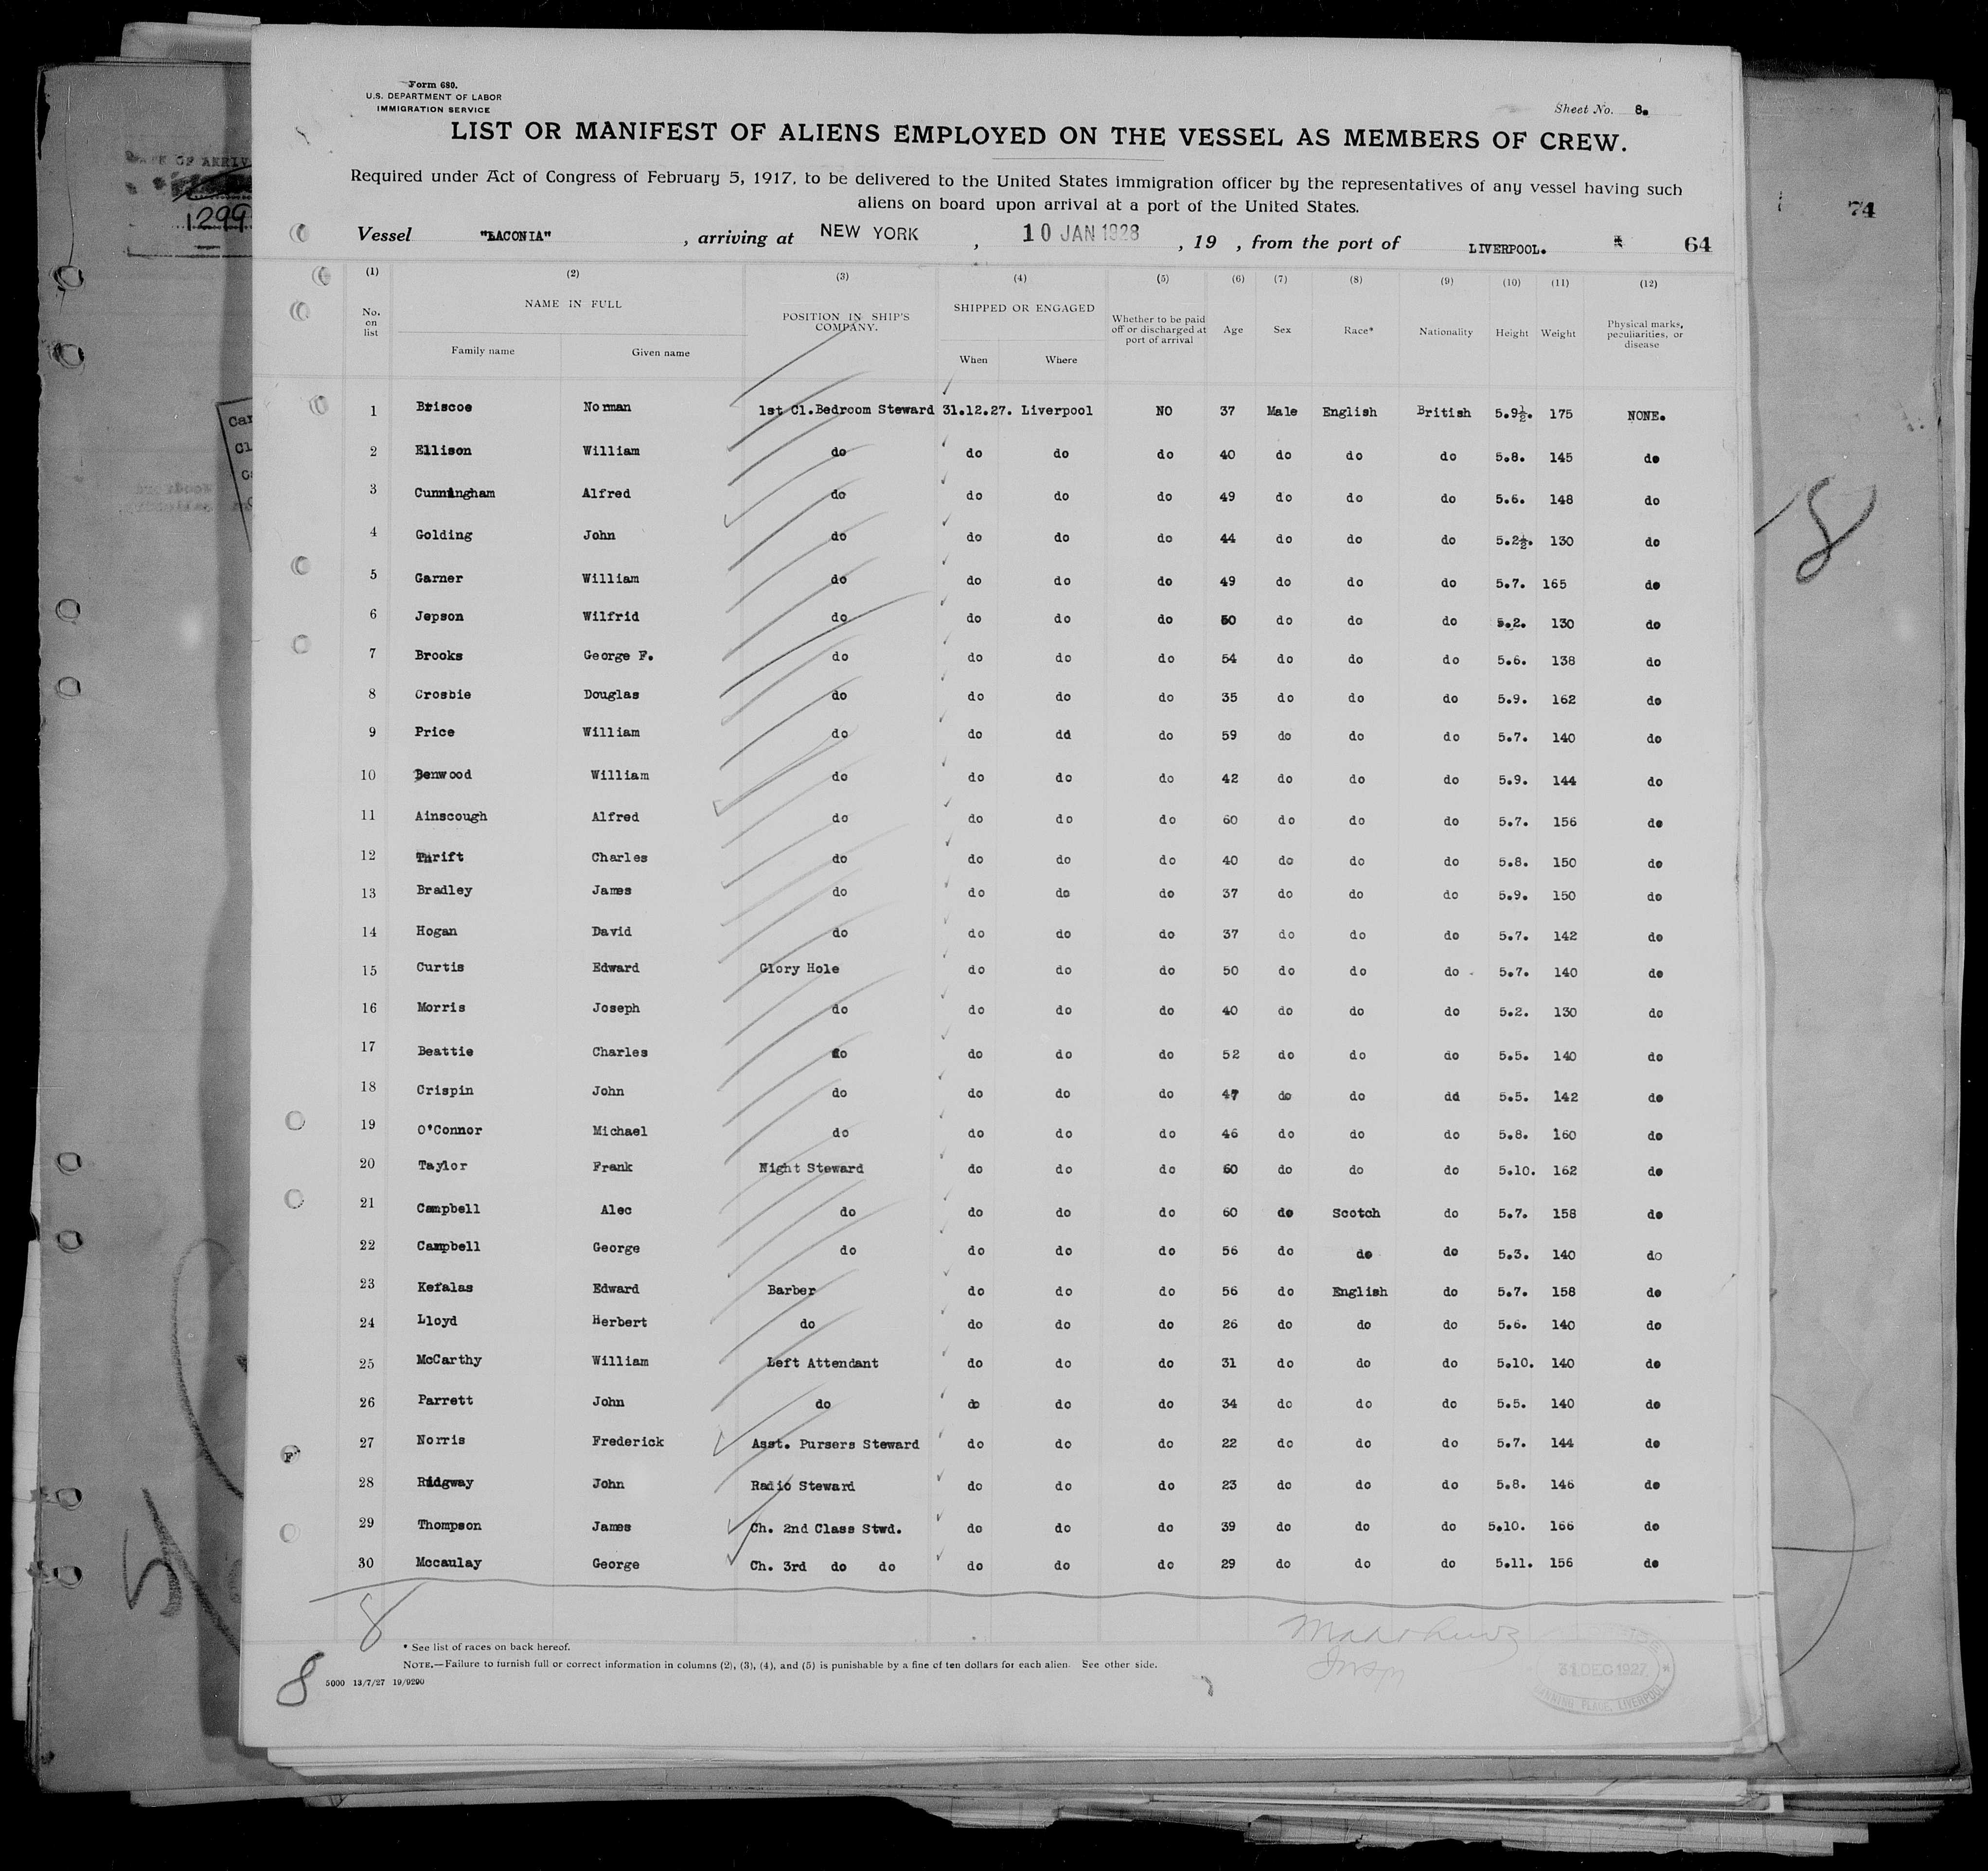 Form 680.
U.S. DEPARTMENT OF LABOR
IMMIGRATION SERVICE
Sheet No. 8.
LIST OR MANIFEST OF ALIENS EMPLOYED ON THE VESSEL AS MEMBERS OF CREW.
Required under Act of Congress of February 5, 1917, to be delivered to the United States immigration officer by the representatives of any vessel having such
aliens on board upon arrival at a port of the United States.
Vessel "LACONIA", arriving at NEW YORK, 10 JAN 1928, 19 , from the port of LIVERPOOL. 64
74
1299
(1) (2) (3) (4) (5) (6) (7) (8) (9) (10) (11) (12)
No. on list NAME IN FULL Family name Given name POSITION IN SHIP'S COMPANY. SHIPPED OR ENGAGED When Where Whether to be paid off or discharged at port of arrival Age Sex Race* Nationality Height Weight Physical marks, peculiarities, or disease
1 Briscoe Norman 1st Cl.Bedroom Steward 31.12.27. Liverpool NO 37 Male English British 5.9½. 175 NONE.
2 Ellison William do do do do 40 do do do 5.8. 145 do
3 Cunningham Alfred do do do do 49 do do do 5.6. 148 do
4 Golding John do do do do 44 do do do 5.2½. 130 do
5 Garner William do do do do 49 do do do 5.7. 165 do
6 Jepson Wilfrid do do do do 50 do do do 5.2. 130 do
7 Brooks George F. do do do do 54 do do do 5.6. 138 do
8 Crosbie Douglas do do do do 35 do do do 5.9. 162 do
9 Price William do do dd do 59 do do do 5.7. 140 do
10 Benwood William do do do do 42 do do do 5.9. 144 do
11 Ainscough Alfred do do do do 60 do do do 5.7. 156 do
12 Thrift Charles do do do do 40 do do do 5.8. 150 do
13 Bradley James do do do do 37 do do do 5.9. 150 do
14 Hogan David do do do do 37 do do do 5.7. 142 do
15 Curtis Edward Glory Hole do do do 50 do do do 5.7. 140 do
16 Morris Joseph do do do do 40 do do do 5.2. 130 do
17 Beattie Charles do do do do 52 do do do 5.5. 140 do
18 Crispin John do do do do 47 do do dd 5.5. 142 do
19 O'Connor Michael do do do do 46 do do do 5.8. 160 do
20 Taylor Frank Night Steward do do do 60 do do do 5.10. 162 do
21 Campbell Alec do do do do 60 do Scotch do 5.7. 158 do
22 Campbell George do do do do 56 do do do 5.3. 140 do
23 Kefalas Edward Barber do do do 56 do English do 5.7. 158 do
24 Lloyd Herbert do do do do 26 do do do 5.6. 140 do
25 McCarthy William Left Attendant do do do 31 do do do 5.10. 140 do
26 Parrett John do do do do 34 do do do 5.5. 140 do
27 Norris Frederick Asst. Pursers Steward do do do 22 do do do 5.7. 144 do
28 Ridgway John Radio Steward do do do 23 do do do 5.8. 146 do
29 Thompson James Ch. 2nd Class Stwd. do do do 39 do do do 5.10. 166 do
30 Mccaulay George Ch. 3rd do do do do do 29 do do do 5.11. 156 do
8
8
* See list of races on back hereof.
NOTE.—Failure to furnish full or correct information in columns (2), (3), (4), and (5) is punishable by a fine of ten dollars for each alien. See other side.
5000 13/7/27 19/9290
8
31 DEC 1927
CANNING PLACE, LIVERPOOL